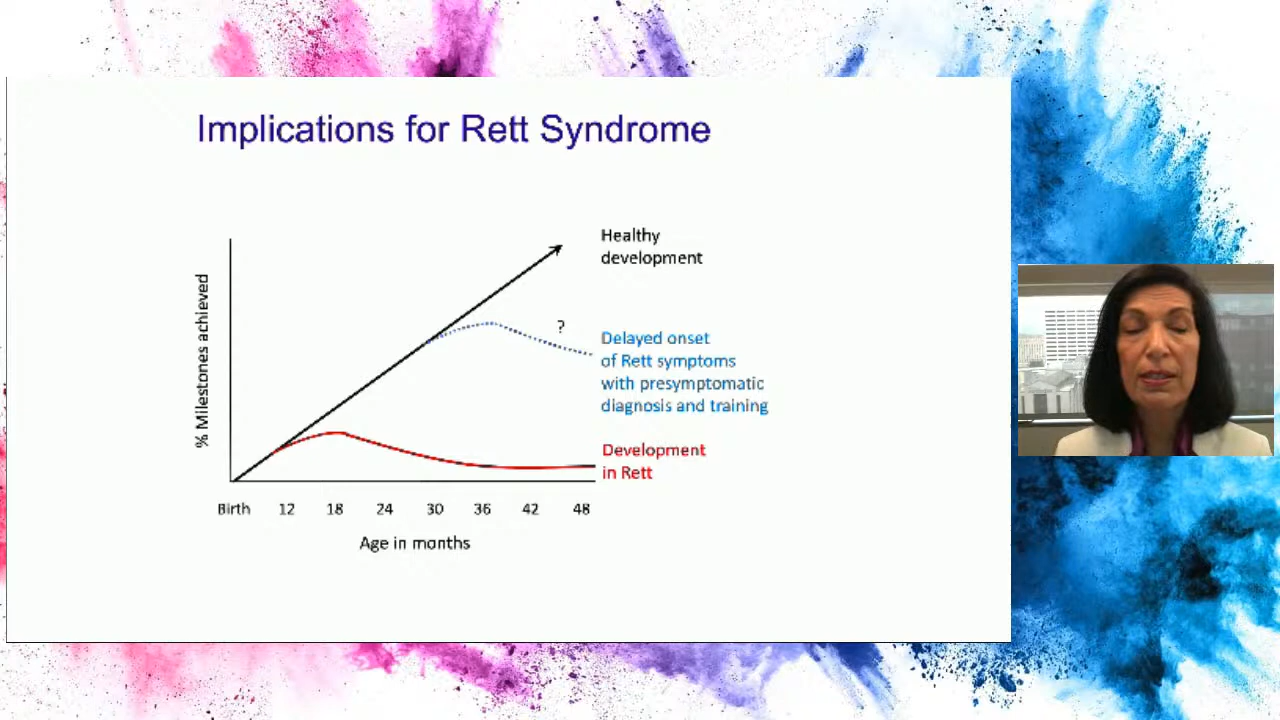 Implications for Rett Syndrome
Healthy
development
% Milestones achieved
?
Delayed onset
of Rett symptoms
with presymptomatic
diagnosis and training
Development
in Rett
Birth 12 18 24 30 36 42 48
Age in months